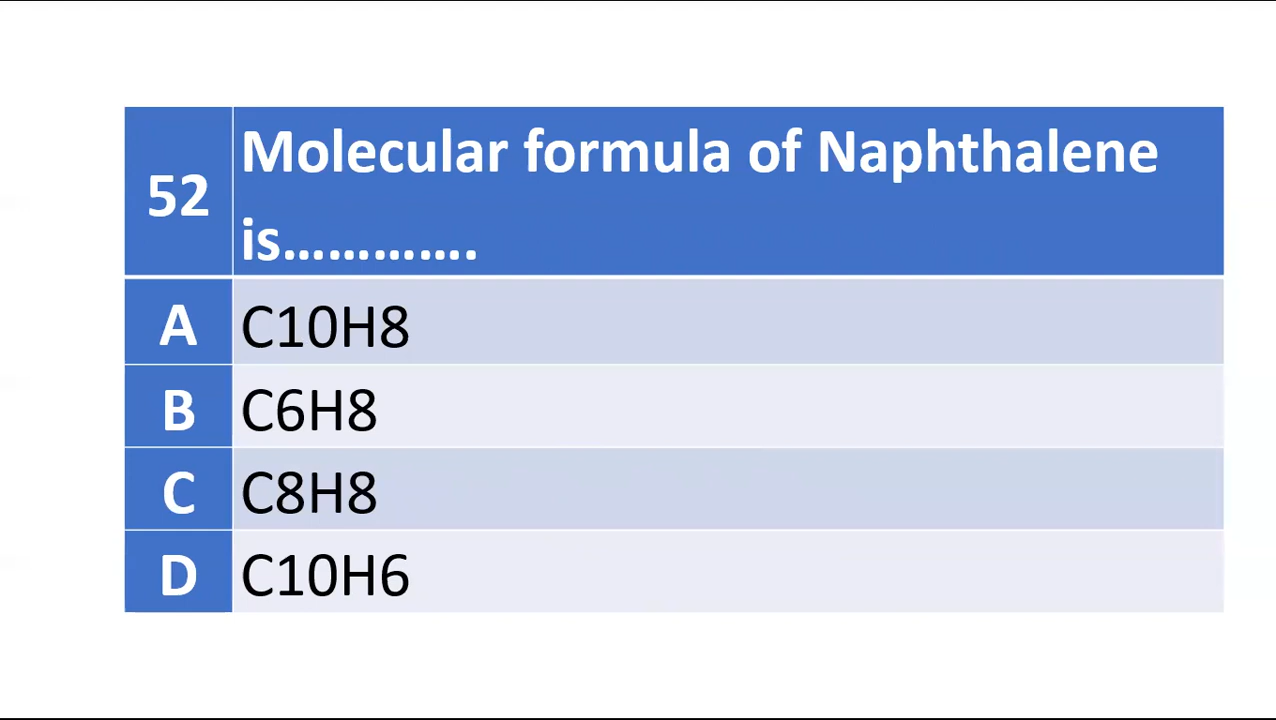 52
Molecular formula of Naphthalene
is………….
A C10H8
B C6H8
C C8H8
D C10H6